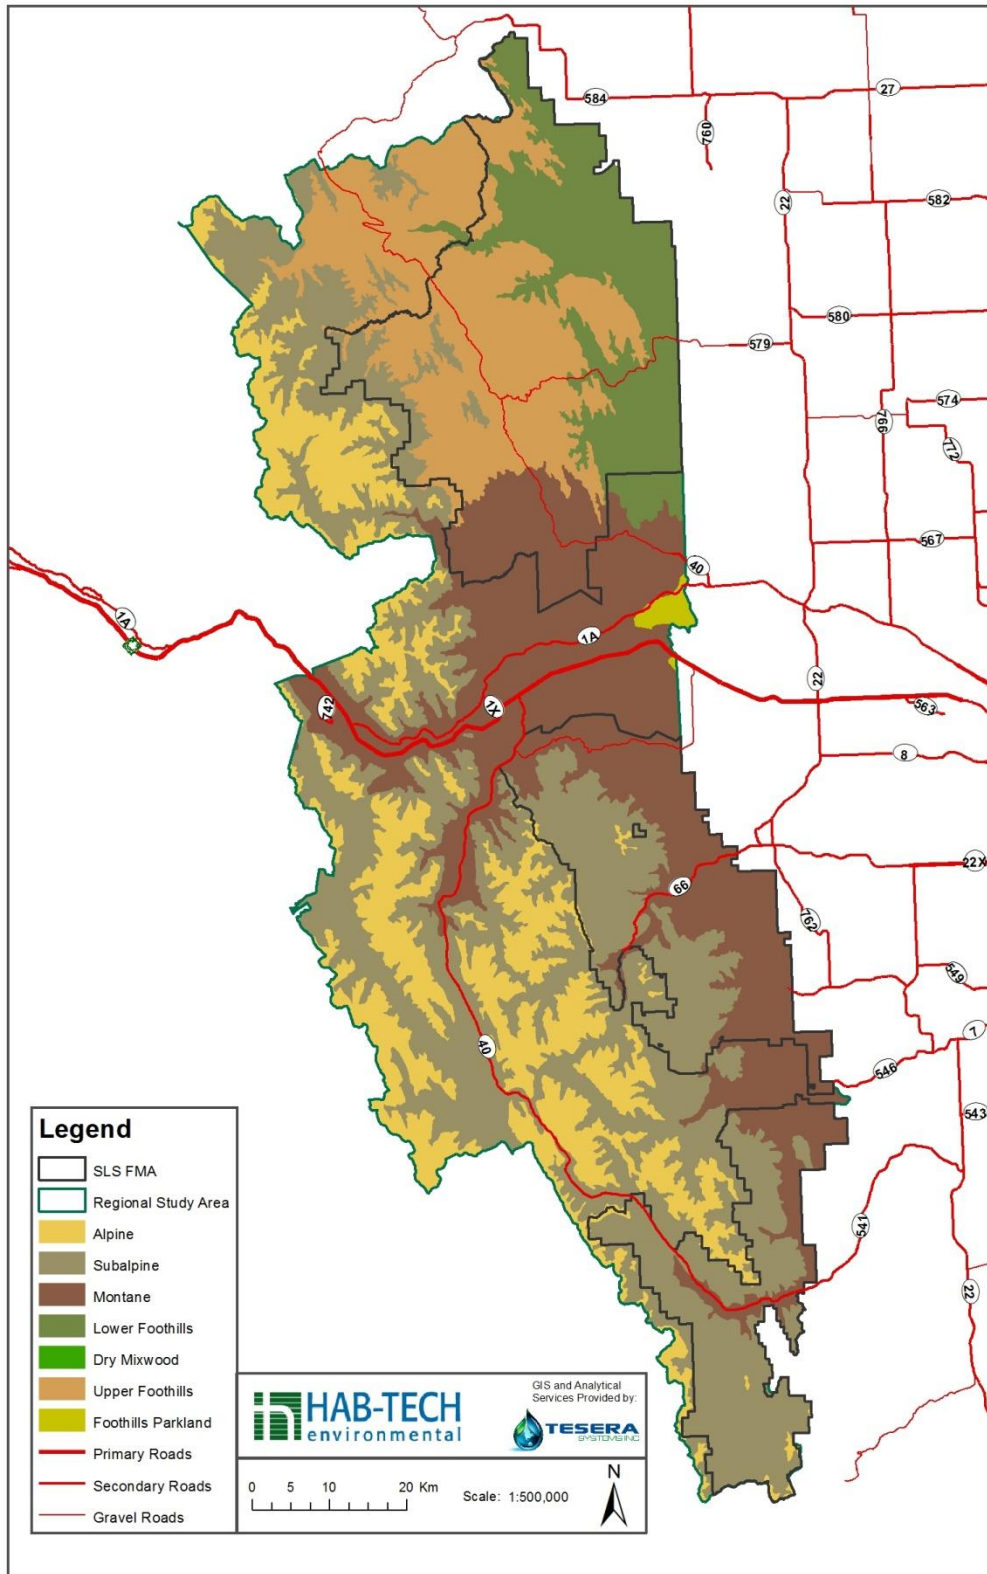 584
27
760
22
582
580
579
574
766
772
567
40
1A
1A
22
742
1X
563
8
66
22X
762
549
7
40
546
543
541
22
Legend
SLS FMA
Regional Study Area
Alpine
Subalpine
Montane
Lower Foothills
Dry Mixwood
Upper Foothills
Foothills Parkland
Primary Roads
Secondary Roads
Gravel Roads
HAB-TECH
environmental
GIS and Analytical
Services Provided by:
TESERA
SYSTEMS INC
0 5 10 20 Km
Scale: 1:500,000
N